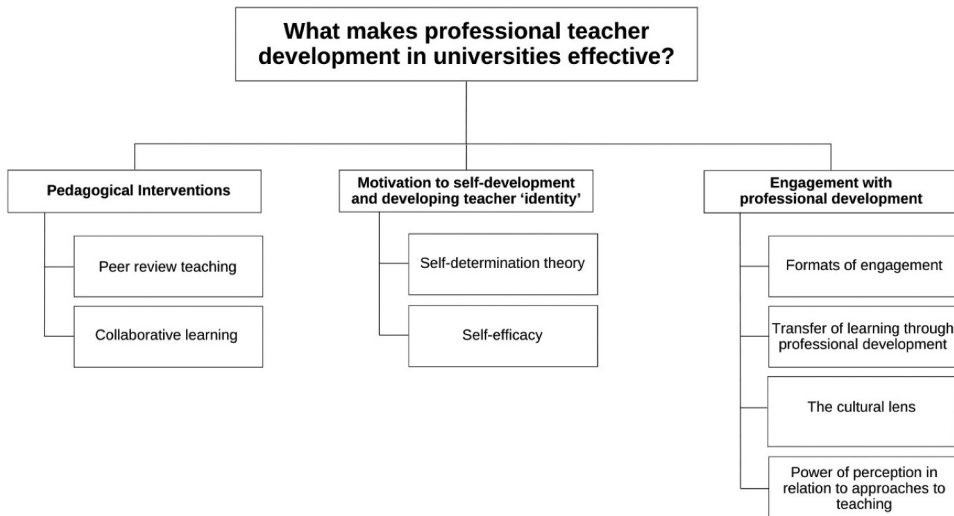 What makes professional teacher
development in universities effective?
Pedagogical Interventions
Peer review teaching
Collaborative learning
Motivation to self-development
and developing teacher ‘identity’
Self-determination theory
Self-efficacy
Engagement with
professional development
Formats of engagement
Transfer of learning through
professional development
The cultural lens
Power of perception in
relation to approaches to
teaching